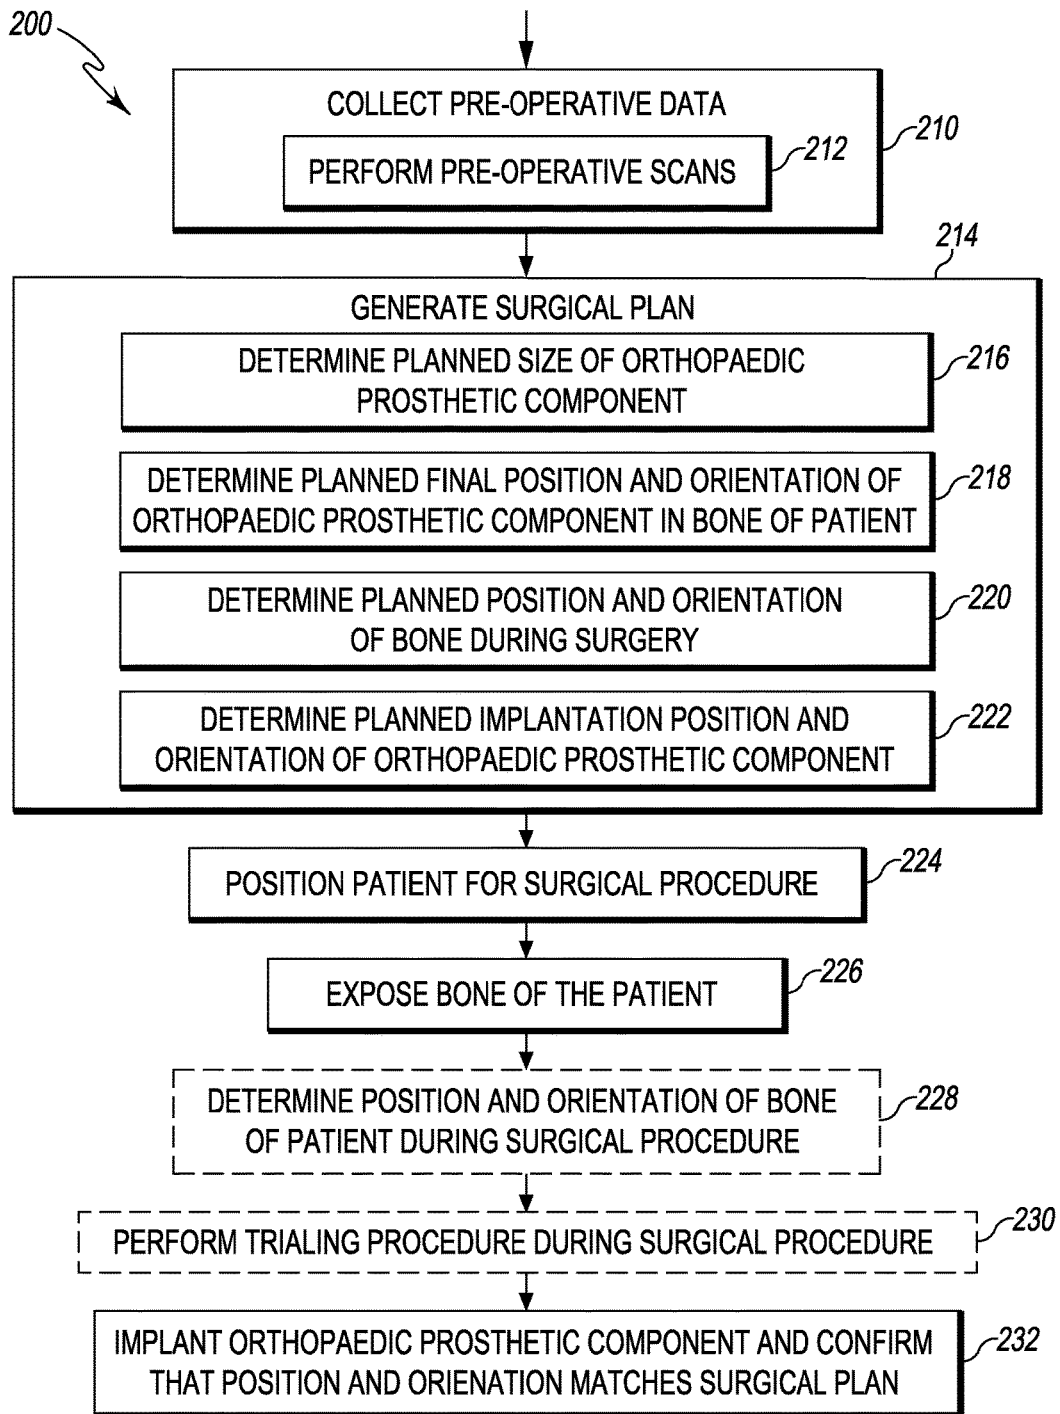 200
COLLECT PRE-OPERATIVE DATA
210
PERFORM PRE-OPERATIVE SCANS
212
214
GENERATE SURGICAL PLAN
DETERMINE PLANNED SIZE OF ORTHOPAEDIC
PROSTHETIC COMPONENT
216
DETERMINE PLANNED FINAL POSITION AND ORIENTATION OF
ORTHOPAEDIC PROSTHETIC COMPONENT IN BONE OF PATIENT
218
DETERMINE PLANNED POSITION AND ORIENTATION
OF BONE DURING SURGERY
220
DETERMINE PLANNED IMPLANTATION POSITION AND
ORIENTATION OF ORTHOPAEDIC PROSTHETIC COMPONENT
222
POSITION PATIENT FOR SURGICAL PROCEDURE
224
EXPOSE BONE OF THE PATIENT
226
DETERMINE POSITION AND ORIENTATION OF BONE
OF PATIENT DURING SURGICAL PROCEDURE
228
PERFORM TRIALING PROCEDURE DURING SURGICAL PROCEDURE
230
IMPLANT ORTHOPAEDIC PROSTHETIC COMPONENT AND CONFIRM
THAT POSITION AND ORIENATION MATCHES SURGICAL PLAN
232